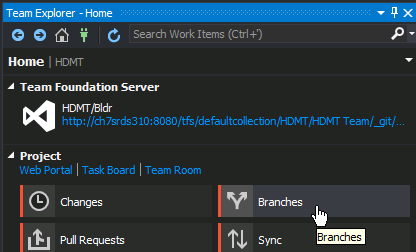 Team Explorer - Home
Search Work Items (Ctrl+')
Home | HDMT
Team Foundation Server
HDMT/Bldr
http://ch7srds310:8080/tfs/defaultcollection/HDMT/HDMT Team/_git/...
Project
Web Portal | Task Board | Team Room
Changes
Branches
Branches
Pull Requests
Sync